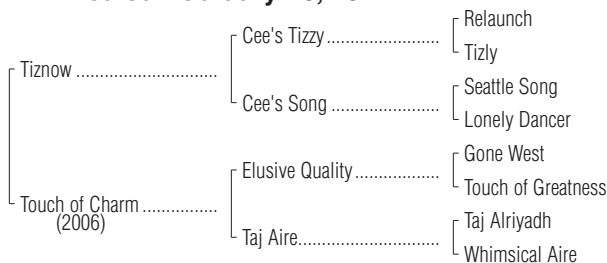 Relaunch
Cee's Tizzy
Tizly
Tiznow
Seattle Song
Cee's Song
Lonely Dancer
Gone West
Elusive Quality
Touch of Greatness
Touch of Charm
(2006)
Taj Alriyadh
Taj Aire
Whimsical Aire